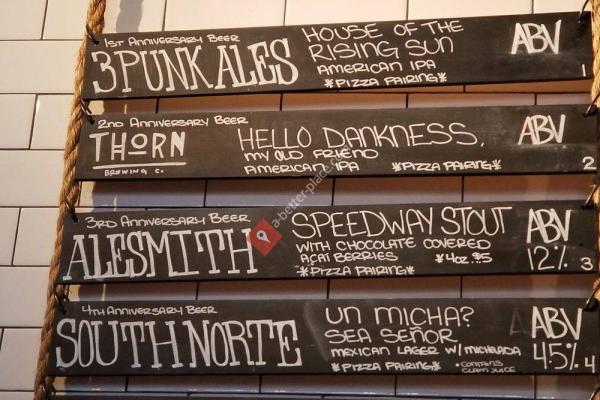 1st Anniversary Beer
3 PUNK ALES
HOUSE OF THE
RISING SUN
AMERICAN IPA
*PIZZA PAIRING*
ABV
1
2nd Anniversary Beer
THORN
BREWING CO.
HELLO DANKNESS,
MY OLD FRIEND
AMERICAN IPA *PIZZA PAIRING*
ABV
2
3rd Anniversary Beer
ALESMITH
SPEEDWAY STOUT
WITH CHOCOLATE COVERED
AÇAI BERRIES *4oz. $5
*PIZZA PAIRING*
ABV
12% 3
4th Anniversary Beer
SOUTHNORTE
UN MICHA?
SEA SEÑOR
MEXICAN LAGER W/ MICHELADA
*PIZZA PAIRING* *CONTAINS
CLAM JUICE
ABV
4.5% 4